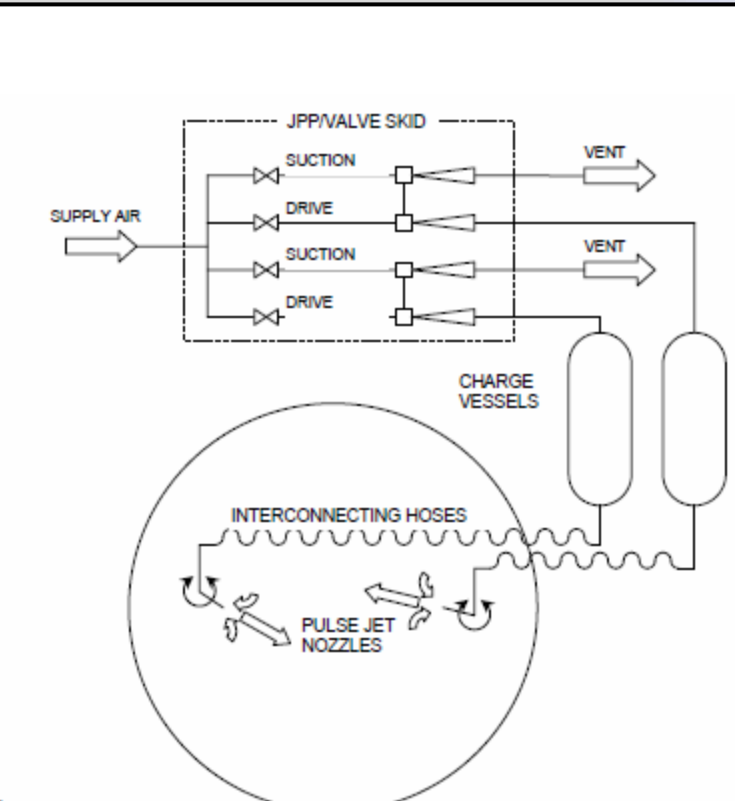 JPP/VALVE SKID
SUCTION
VENT
DRIVE
SUPPLY AIR
SUCTION
VENT
DRIVE
CHARGE
VESSELS
INTERCONNECTING HOSES
PULSE JET
NOZZLES